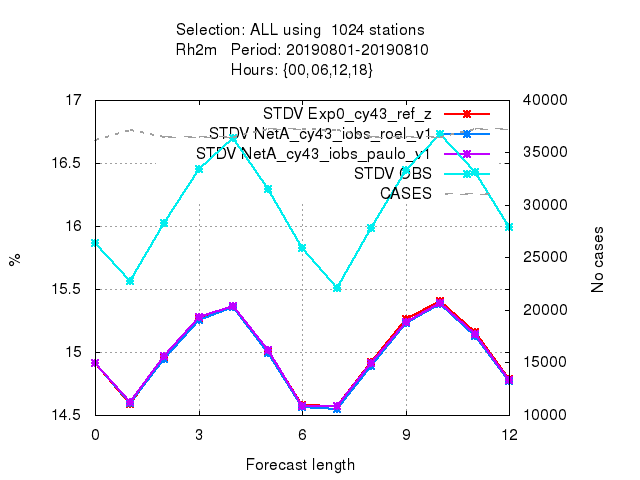 Selection: ALL using 1024 stations
Rh2m Period: 20190801-20190810
Hours: {00,06,12,18}
17
40000
STDV Exp0_cy43_ref_z
STDV NetA_cy43_iobs_roel_v1
STDV NetA_cy43_iobs_paulo_v1
STDV OBS
CASES
16.5
35000
16
30000
25000
15.5
20000
15
15000
14.5
10000
%
No cases
0
3
6
9
12
Forecast length